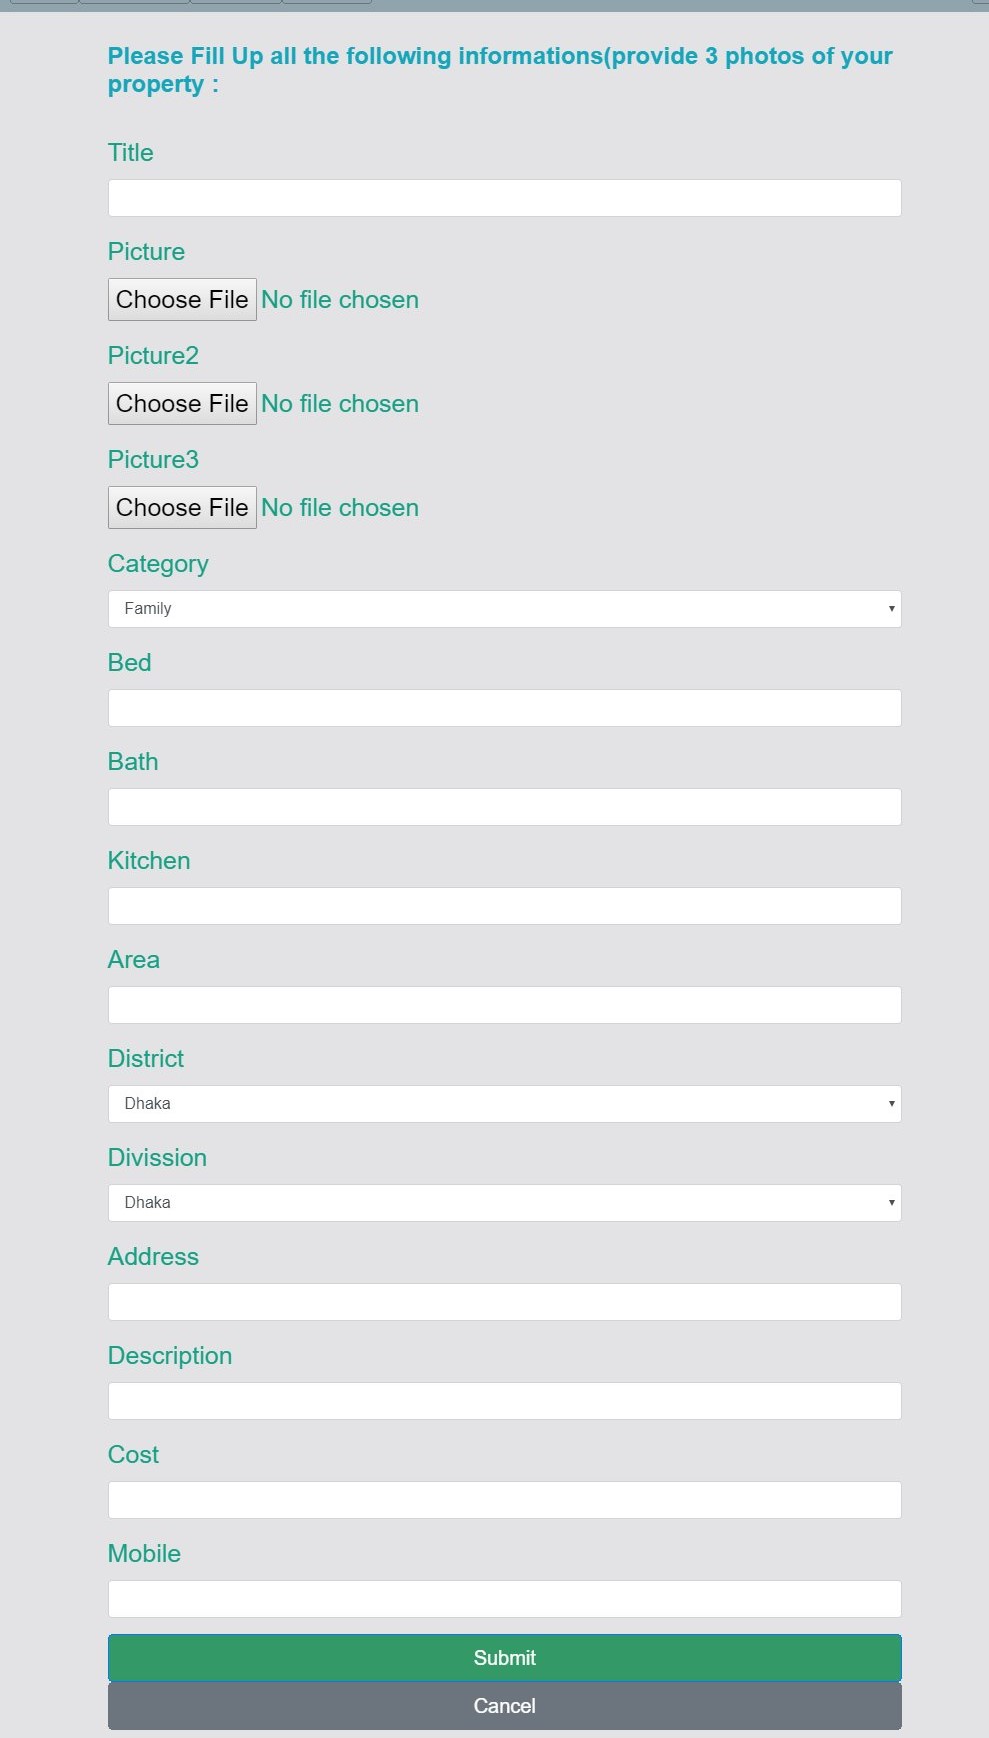 Please Fill Up all the following informations(provide 3 photos of your
property :
Title
Picture
Choose File No file chosen
Picture2
Choose File No file chosen
Picture3
Choose File No file chosen
Category
Family
Bed
Bath
Kitchen
Area
District
Dhaka
Divission
Dhaka
Address
Description
Cost
Mobile
Submit
Cancel